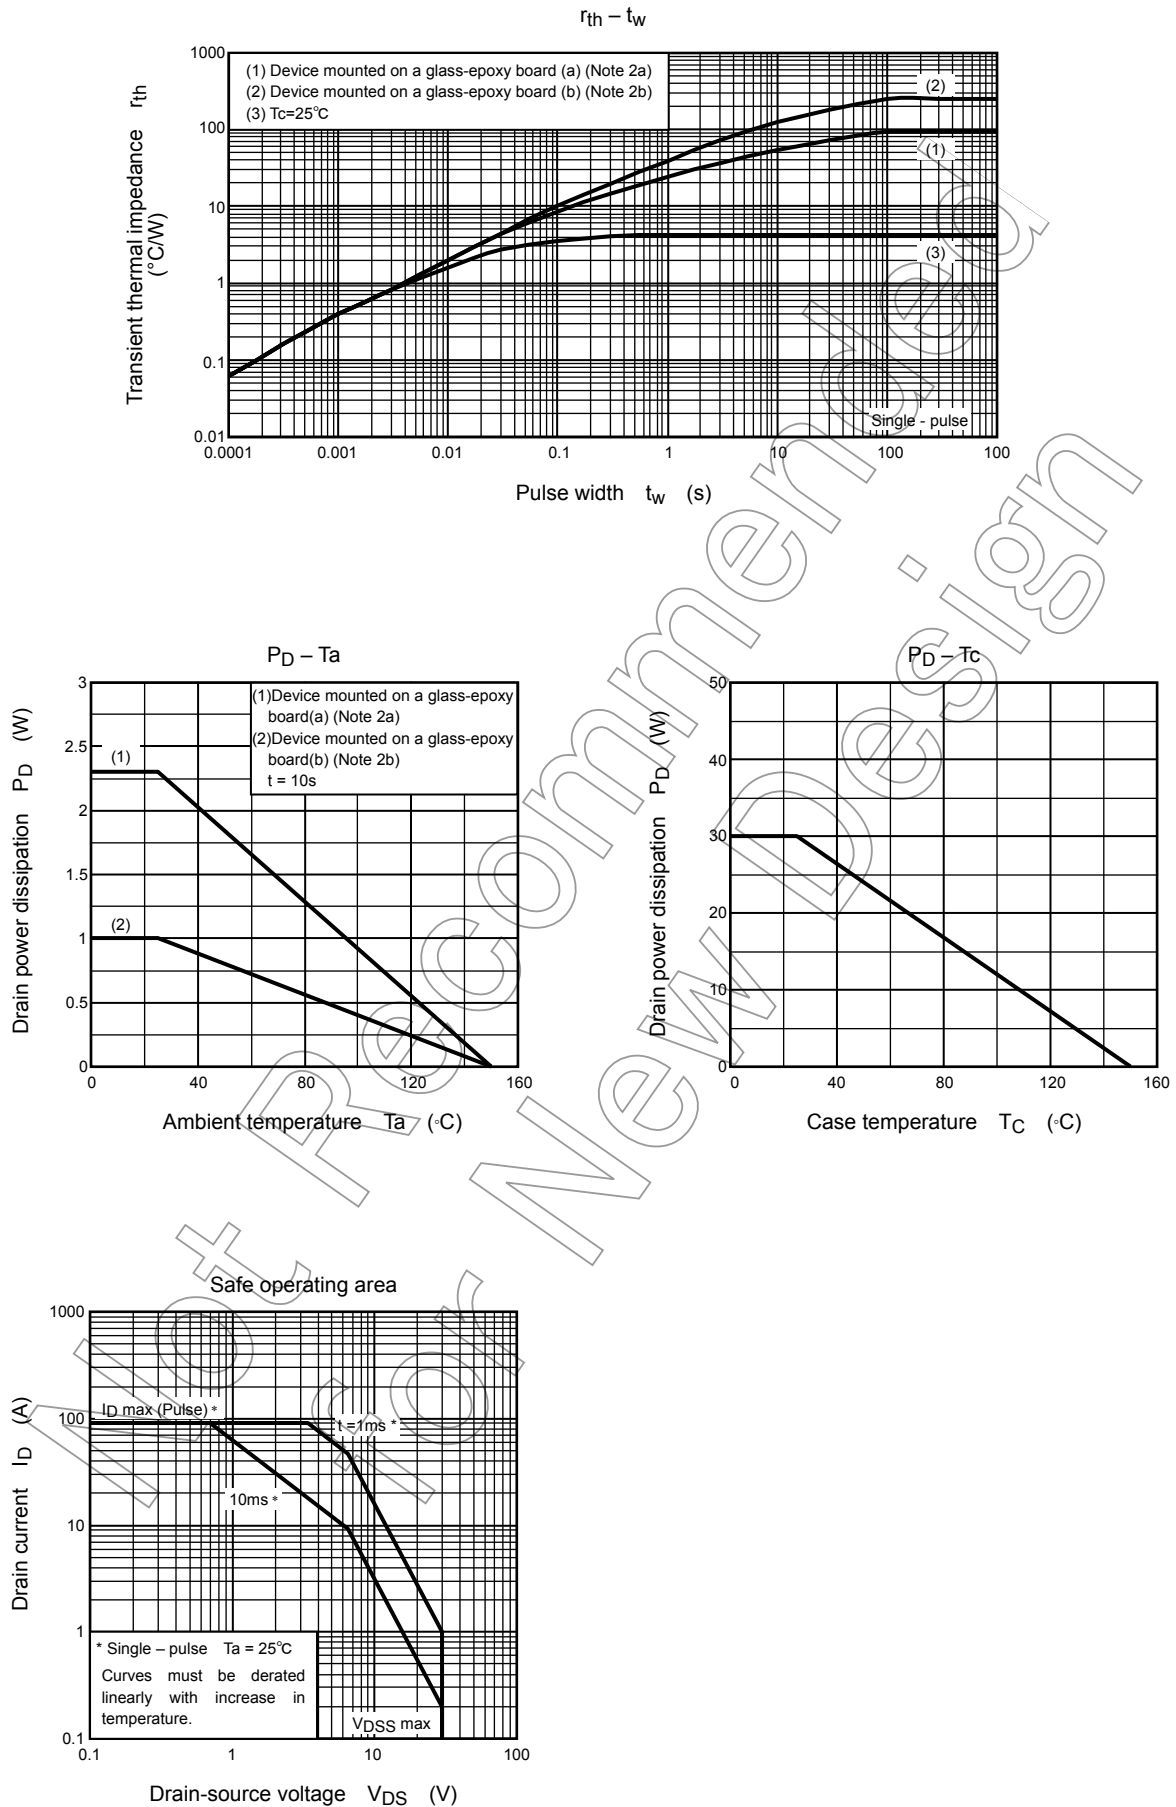 rth – tw
1000
100
10
1
0.1
0.01
(1) Device mounted on a glass-epoxy board (a) (Note 2a)
(2) Device mounted on a glass-epoxy board (b) (Note 2b)
(3) Tc=25°C
(2)
(1)
(3)
Single - pulse
Transient thermal impedance rth
(°C/W)
0.0001 0.001 0.01 0.1 1 10 100 100
Pulse width tw (s)
PD – Ta
3
2.5
2
1.5
1
0.5
0
(1)Device mounted on a glass-epoxy
board(a) (Note 2a)
(2)Device mounted on a glass-epoxy
board(b) (Note 2b)
t = 10s
(1)
(2)
Drain power dissipation PD (W)
0 40 80 120 160
Ambient temperature Ta (°C)
PD – Tc
50
40
30
20
10
0
Drain power dissipation PD (W)
0 40 80 120 160
Case temperature TC (°C)
Safe operating area
1000
100
10
1
0.1
ID max (Pulse) *
t =1ms *
10ms *
* Single – pulse Ta = 25°C
Curves must be derated
linearly with increase in
temperature.
VDSS max
Drain current ID (A)
0.1 1 10 100
Drain-source voltage VDS (V)
Not Recommended
for New Design